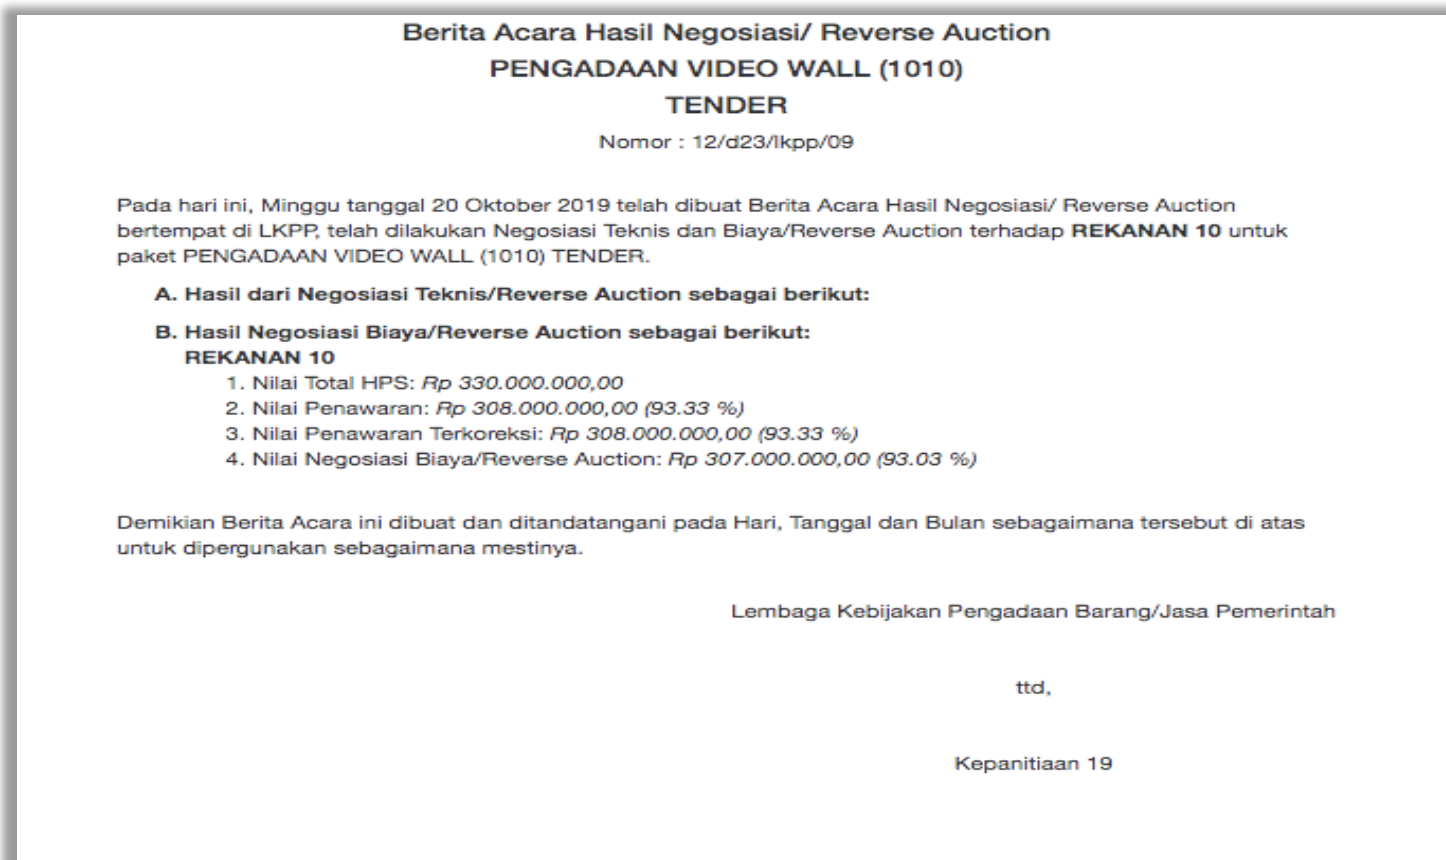 Berita Acara Hasil Negosiasi/ Reverse Auction
PENGADAAN VIDEO WALL (1010)
TENDER
Nomor : 12/d23/lkpp/09
Pada hari ini, Minggu tanggal 20 Oktober 2019 telah dibuat Berita Acara Hasil Negosiasi/ Reverse Auction
bertempat di LKPP, telah dilakukan Negosiasi Teknis dan Biaya/Reverse Auction terhadap REKANAN 10 untuk
paket PENGADAAN VIDEO WALL (1010) TENDER.
A. Hasil dari Negosiasi Teknis/Reverse Auction sebagai berikut:
B. Hasil Negosiasi Biaya/Reverse Auction sebagai berikut:
REKANAN 10
1. Nilai Total HPS: Rp 330.000.000,00
2. Nilai Penawaran: Rp 308.000.000,00 (93.33 %)
3. Nilai Penawaran Terkoreksi: Rp 308.000.000,00 (93.33 %)
4. Nilai Negosiasi Biaya/Reverse Auction: Rp 307.000.000,00 (93.03 %)
Demikian Berita Acara ini dibuat dan ditandatangani pada Hari, Tanggal dan Bulan sebagaimana tersebut di atas
untuk dipergunakan sebagaimana mestinya.
Lembaga Kebijakan Pengadaan Barang/Jasa Pemerintah
ttd,
Kepanitiaan 19